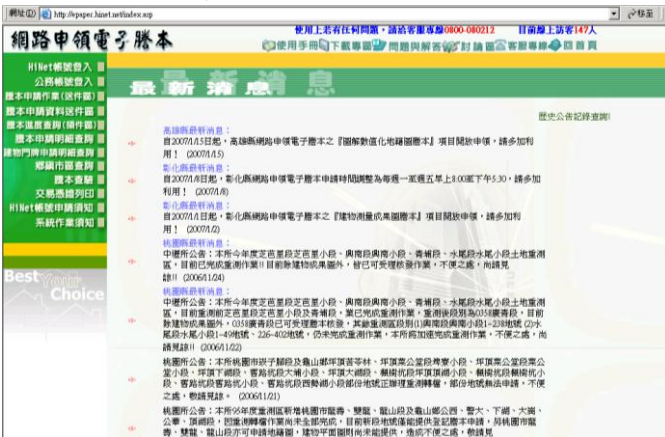 網址(D) http://epaper.hinet.net/index.asp 移至
使用上若有任何問題，請洽客服專線0800-080212 目前線上訪客147人
網路申領電子謄本
使用手冊 下載專區 問題與解答 討論區 客服專線 回首頁
HiNet帳號登入
公務帳號登入
謄本申請作業(送件區)
謄本申請資料送件區
謄本進度查詢(領件區)
謄本申請明細查詢
建物門牌申請明細查詢
鄉鎮市區查詢
謄本查驗
交易憑證列印
HiNet帳號申請須知
系統作業須知
Best Your Choice
最新消息
歷史公告記錄查詢!
高雄縣最新消息：
自2007/1/15日起，高雄縣網路申領電子謄本之『圖解數值化地籍圖謄本』項目開放申領，請多加利
用！ (2007/1/15)
彰化縣最新消息：
自2007/1/8日起，彰化縣網路申領電子謄本申請時間調整為每週一至週五早上8:00至下午5:30，請多加
利用！ (2007/1/8)
彰化縣最新消息：
自2007/1/2日起，彰化縣網路申領電子謄本之『建物測量成果圖謄本』項目開放申領，請多加利
用！ (2007/1/2)
桃園縣最新消息：
中壢所公告：本所今年度芝芭里段芝芭里小段、興南段興南小段、青埔段、水尾段水尾小段土地重測
區，目前已完成重測作業!!目前除建物成果圖外，皆已可受理核發作業，不便之處，尚請見
諒!! (2006/11/24)
桃園縣最新消息：
中壢所公告：本所今年度芝芭里段芝芭里小段、興南段興南小段、青埔段、水尾段水尾小段土地重測
區，目前重測前芝芭里段芝芭里小段及青埔段，業已完成重測作業，重測後段別為0358廣青段，目前
除建物成果圖外，0358廣青段已可受理謄本核發，其餘重測區段別(1)興南段興南小段1-238地號 (2)水
尾段水尾小段1-49地號、226-402地號，仍未完成重測作業，本所將加速完成重測作業，不便之處，尚
請見諒!! (2006/11/22)
桃園所公告：本所桃園市崁子腳段及龜山鄉坪頂苦苓林、坪頂菜公堂段
堂小段、坪頂下湖段、舊路坑段大埔小段、坪頂大湖段、楓樹坑段坪頂頂湖小段、楓樹坑段楓樹坑小
段、舊路坑段舊路坑小段、舊路坑段西勢湖小段部份地號正辦理重測轉檔，部份地號無法申請，不便
之處，敬請見諒。 (2006/11/21)
桃園所公告：本所95年度重測區新增桃園市龍壽、雙龍、龍山段及龜山鄉公西、警大、下湖、大崗、
公華、頂湖段，因重測轉檔作業尚未全部完成，目前新段地號僅能提供登記謄本申請，另桃園市龍
壽、雙龍、龍山段亦可申請地籍圖，建物平面圖則尚未能提供，造成不便之處，敬請見